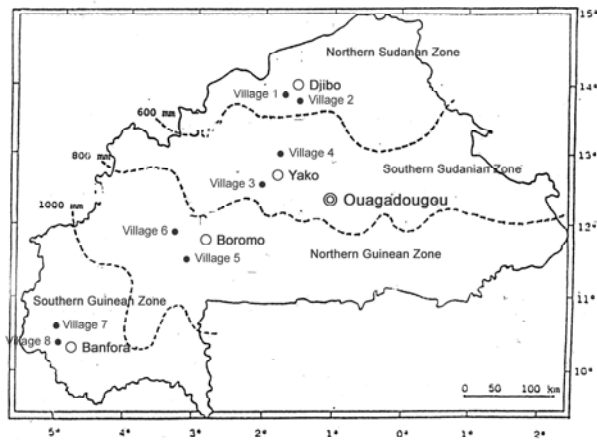 15°
Northern Sudanian Zone
14°
Djibo
Village 1
Village 2
600 mm
13°
Village 4
800 mm
Southern Sudanian Zone
Yako
Village 3
Ouagadougou
1000 mm
12°
Village 6
Boromo
Northern Guinean Zone
Village 5
11°
Southern Guinean Zone
Village 7
Village 8
Banfora
10°
0 50 100 km
5° 4° 3° 2° 1° 0° 1° 2°